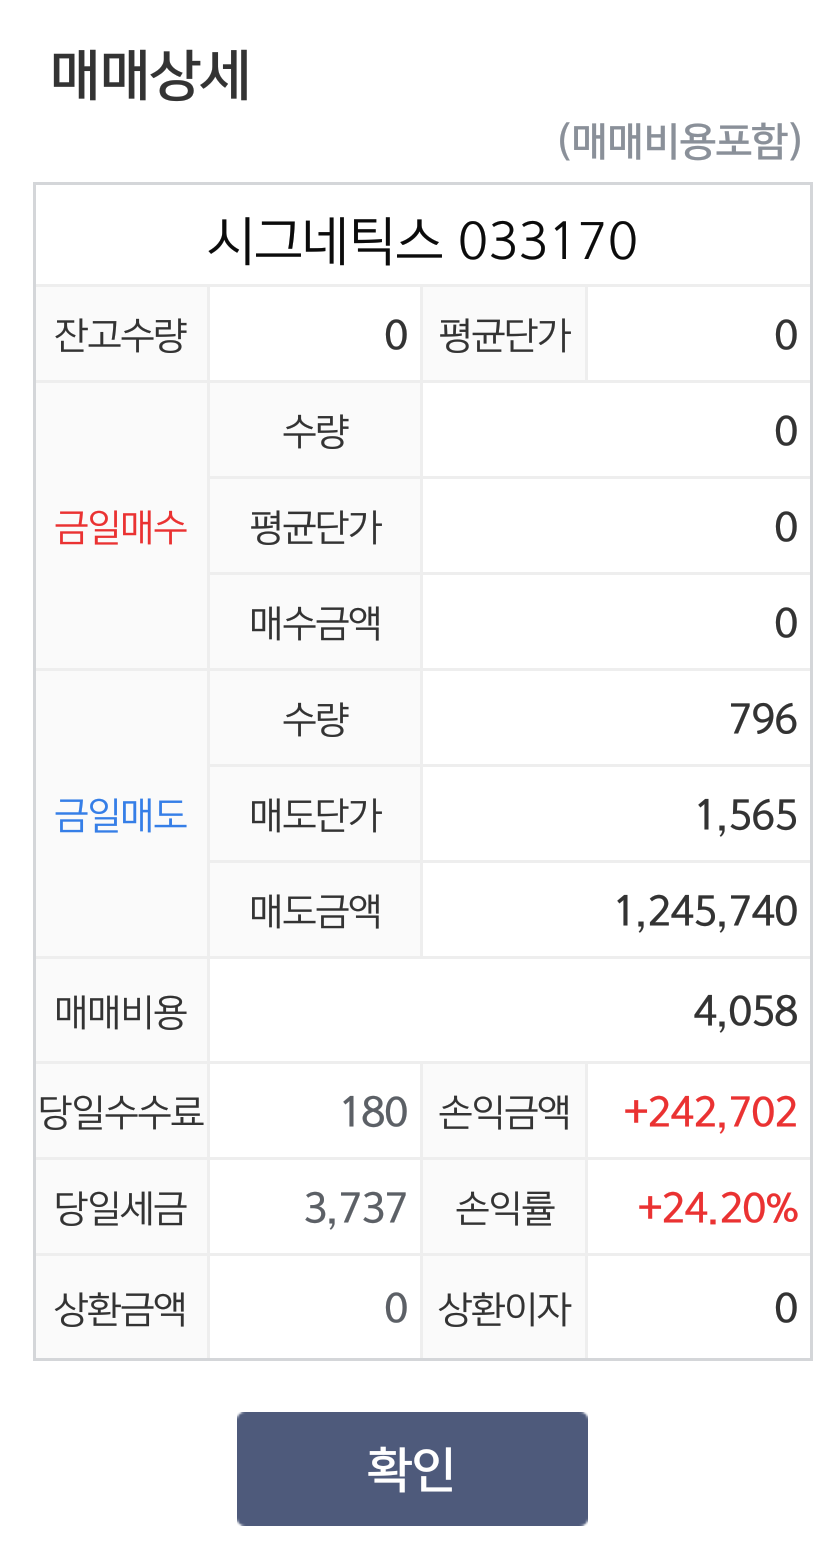 매매상세
(매매비용포함)
시그네틱스 033170
잔고수량 0 평균단가 0
수량 0
금일매수 평균단가 0
매수금액 0
수량 796
금일매도 매도단가 1,565
매도금액 1,245,740
매매비용 4,058
당일수수료 180 손익금액 +242,702
당일세금 3,737 손익률 +24.20%
상환금액 0 상환이자 0
확인